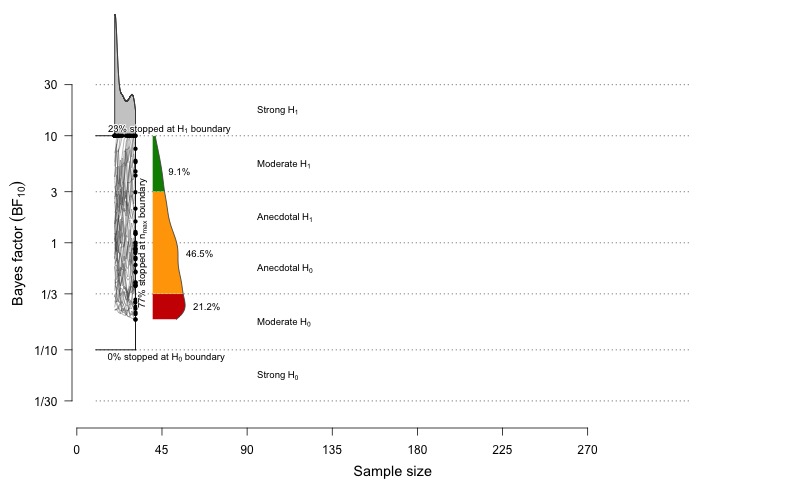 30
Strong H1
23% stopped at H1 boundary
10
Moderate H1
9.1%
3
Anecdotal H1
1
46.5%
Anecdotal H0
1/3
21.2%
Moderate H0
1/10
0% stopped at H0 boundary
Strong H0
1/30
77% stopped at nmax boundary
Bayes factor (BF10)
0 45 90 135 180 225 270
Sample size